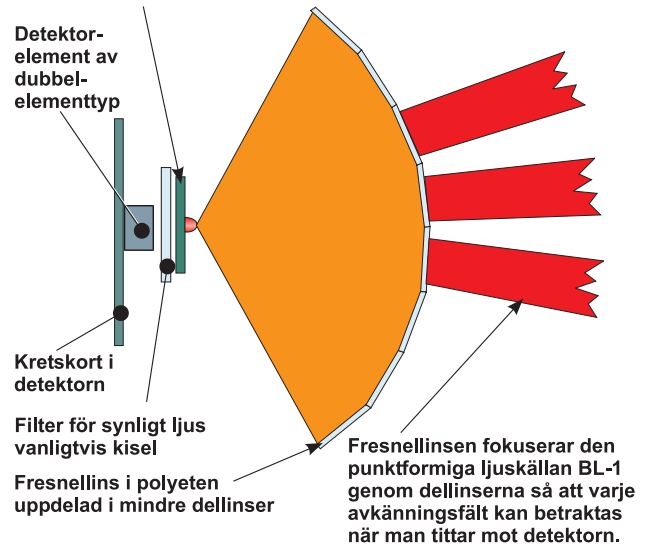 Detektor-
element av
dubbel-
elementtyp
Kretskort i
detektorn
Filter för synligt ljus
vanligtvis kisel
Fresnellins i polyeten
uppdelad i mindre dellinser
Fresnellinsen fokuserar den
punktformiga ljuskällan BL-1
genom dellinserna så att varje
avkänningsfält kan betraktas
när man tittar mot detektorn.